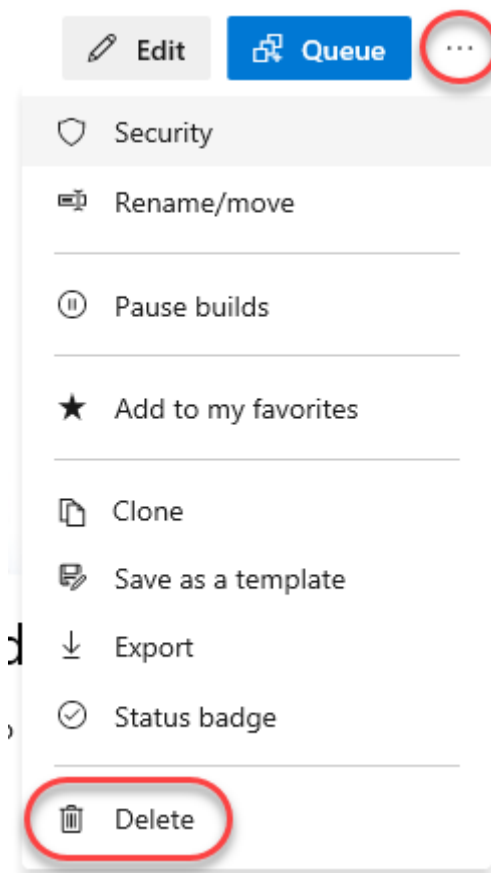 Edit Queue ...
Security
Rename/move
Pause builds
Add to my favorites
Clone
Save as a template
d
Export
Status badge
Delete